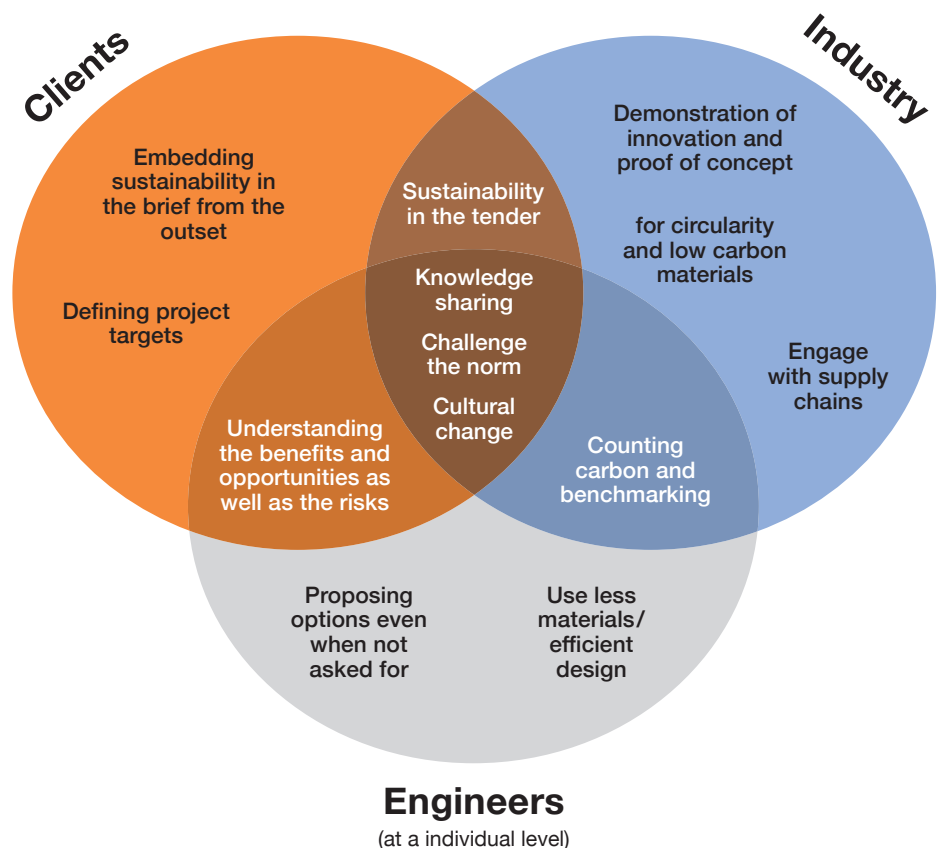 Clients
Industry
Embedding
sustainability in
the brief from the
outset
Defining project
targets
Sustainability
in the tender
Demonstration of
innovation and
proof of concept
for circularity
and low carbon
materials
Engage
with supply
chains
Knowledge
sharing
Challenge
the norm
Cultural
change
Understanding
the benefits and
opportunities as
well as the risks
Counting
carbon and
benchmarking
Proposing
options even
when not
asked for
Use less
materials/
efficient
design
Engineers
(at a individual level)